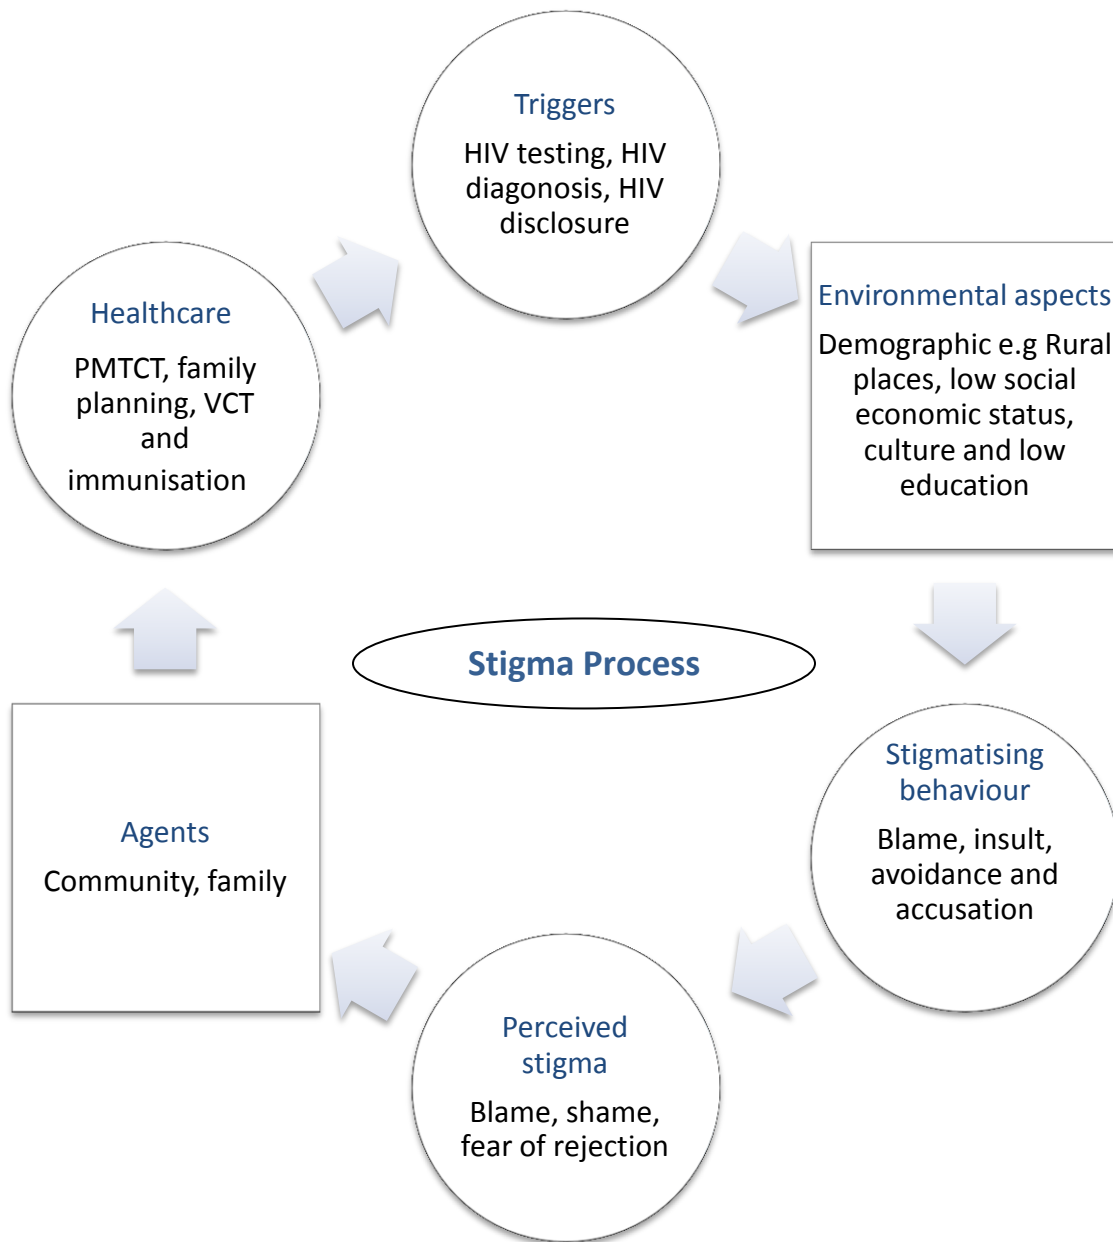 Triggers
HIV testing, HIV
diagonosis, HIV
disclosure
Environmental aspects
Demographic e.g Rural
places, low social
economic status,
culture and low
education
Healthcare
PMTCT, family
planning, VCT
and
immunisation
Stigma Process
Stigmatising
behaviour
Blame, insult,
avoidance and
accusation
Agents
Community, family
Perceived
stigma
Blame, shame,
fear of rejection